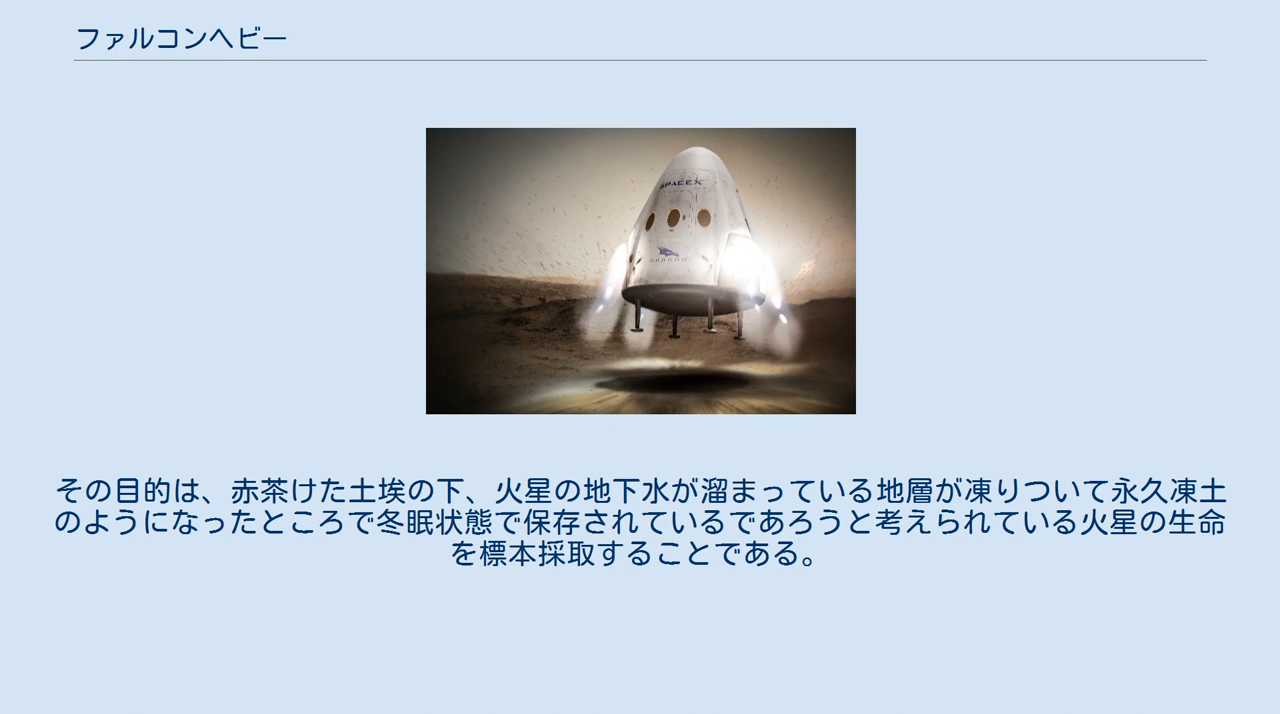 ファルコンヘビー
SPACEX
DRAGON
その目的は、赤茶けた土埃の下、火星の地下水が溜まっている地層が凍りついて永久凍土
のようになったところで冬眠状態で保存されているであろうと考えられている火星の生命
を標本採取することである。